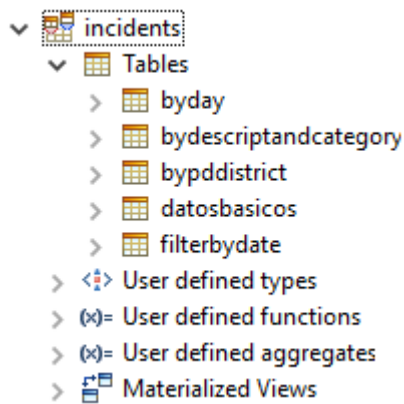 incidents
Tables
byday
bydescriptandcategory
bypddistrict
datosbasicos
filterbydate
User defined types
(x)= User defined functions
(x)= User defined aggregates
Materialized Views